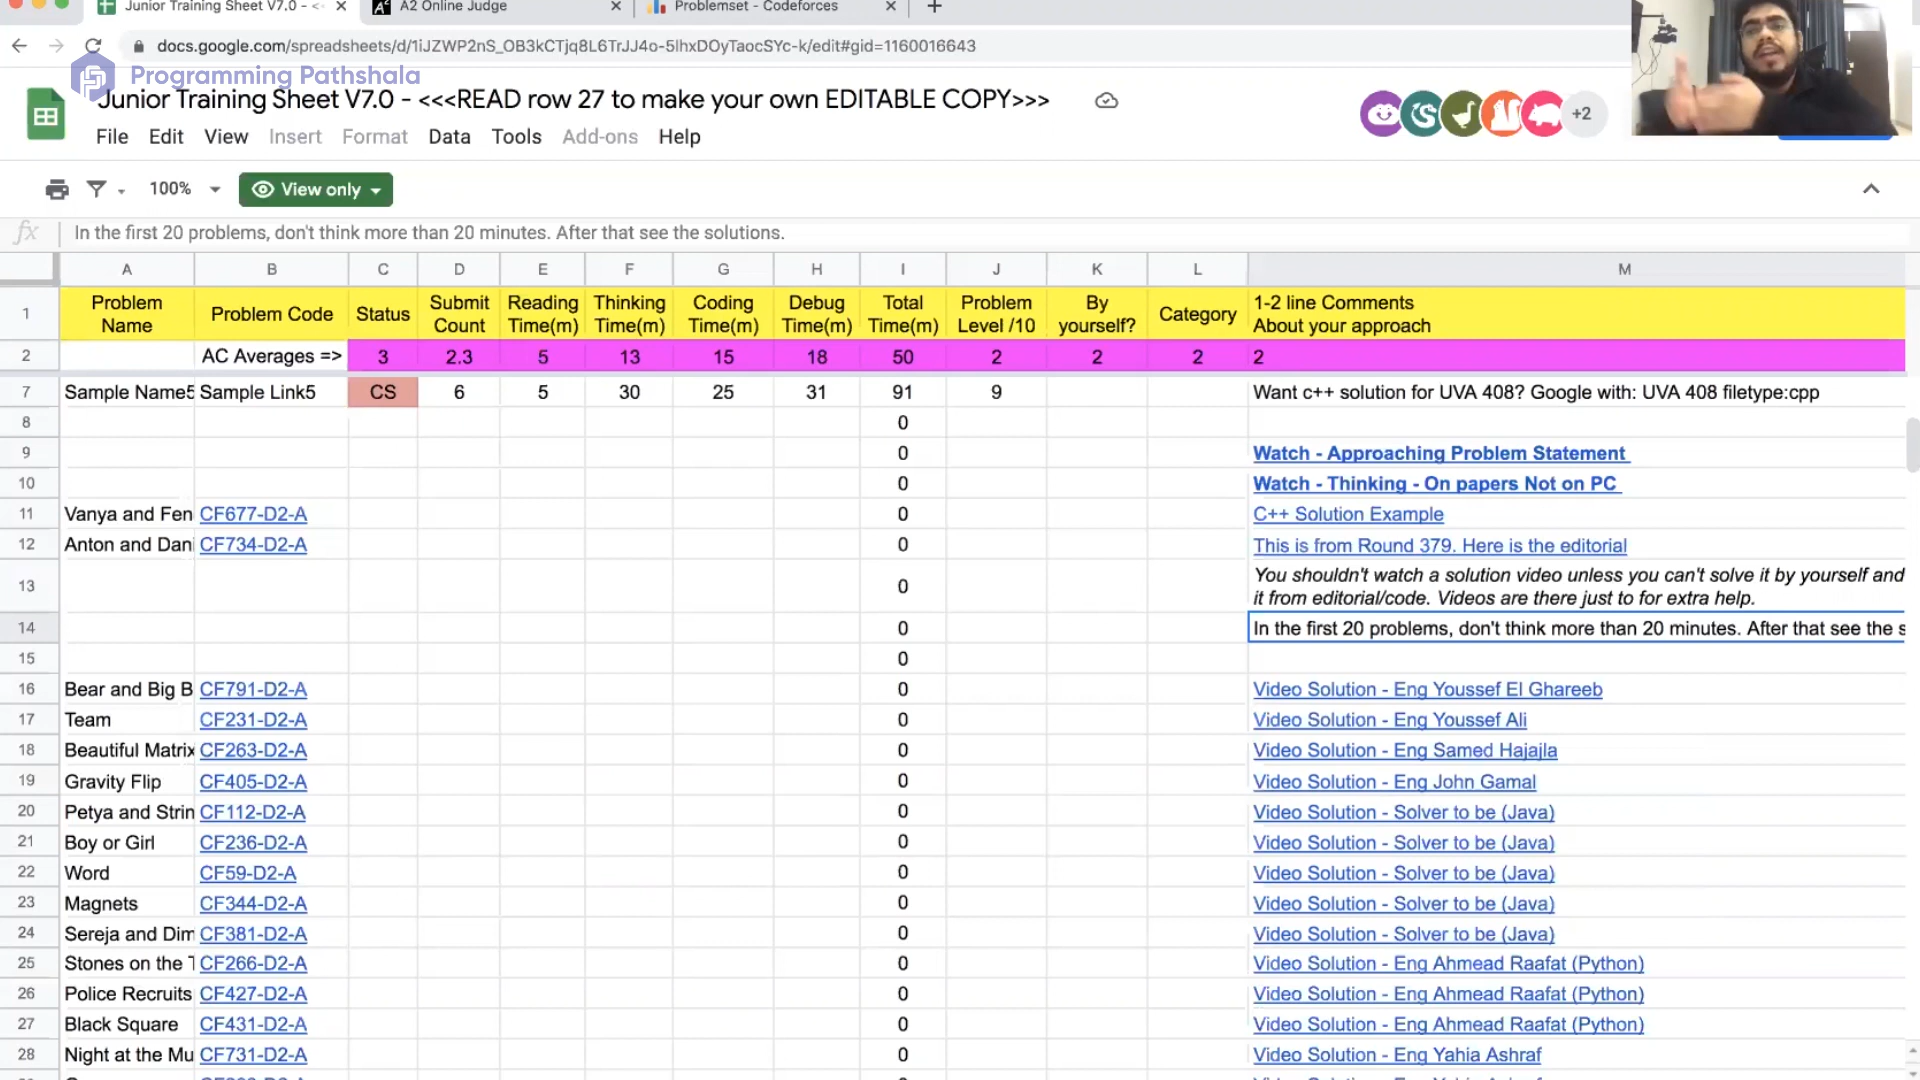 Junior Training Sheet V7.0 - <<
A2 Online Judge
Problemset - Codeforces
docs.google.com/spreadsheets/d/1iJZWP2nS_OB3kCTjq8L6TrJJ4o-5lhxDOyTaocSYc-k/edit#gid=1160016643
Programming Pathshala
Junior Training Sheet V7.0 - <<<READ row 27 to make your own EDITABLE COPY>>>
+2
File Edit View Insert Format Data Tools Add-ons Help
100% View only
fx In the first 20 problems, don't think more than 20 minutes. After that see the solutions.
A B C D E F G H I J K L M
1 Problem Name Problem Code Status Submit Count Reading Time(m) Thinking Time(m) Coding Time(m) Debug Time(m) Total Time(m) Problem Level /10 By yourself? Category 1-2 line Comments About your approach
2 AC Averages => 3 2.3 5 13 15 18 50 2 2 2 2
7 Sample Name5 Sample Link5 CS 6 5 30 25 31 91 9 Want c++ solution for UVA 408? Google with: UVA 408 filetype:cpp
8 0
9 0 Watch - Approaching Problem Statement
10 0 Watch - Thinking - On papers Not on PC
11 Vanya and Fen CF677-D2-A 0 C++ Solution Example
12 Anton and Dani CF734-D2-A 0 This is from Round 379. Here is the editorial
13 0 You shouldn't watch a solution video unless you can't solve it by yourself and
it from editorial/code. Videos are there just to for extra help.
14 0 In the first 20 problems, don't think more than 20 minutes. After that see the s
15 0
16 Bear and Big B CF791-D2-A 0 Video Solution - Eng Youssef El Ghareeb
17 Team CF231-D2-A 0 Video Solution - Eng Youssef Ali
18 Beautiful Matrix CF263-D2-A 0 Video Solution - Eng Samed Hajajla
19 Gravity Flip CF405-D2-A 0 Video Solution - Eng John Gamal
20 Petya and Strin CF112-D2-A 0 Video Solution - Solver to be (Java)
21 Boy or Girl CF236-D2-A 0 Video Solution - Solver to be (Java)
22 Word CF59-D2-A 0 Video Solution - Solver to be (Java)
23 Magnets CF344-D2-A 0 Video Solution - Solver to be (Java)
24 Sereja and Dim CF381-D2-A 0 Video Solution - Solver to be (Java)
25 Stones on the T CF266-D2-A 0 Video Solution - Eng Ahmead Raafat (Python)
26 Police Recruits CF427-D2-A 0 Video Solution - Eng Ahmead Raafat (Python)
27 Black Square CF431-D2-A 0 Video Solution - Eng Ahmead Raafat (Python)
28 Night at the Mu CF731-D2-A 0 Video Solution - Eng Yahia Ashraf